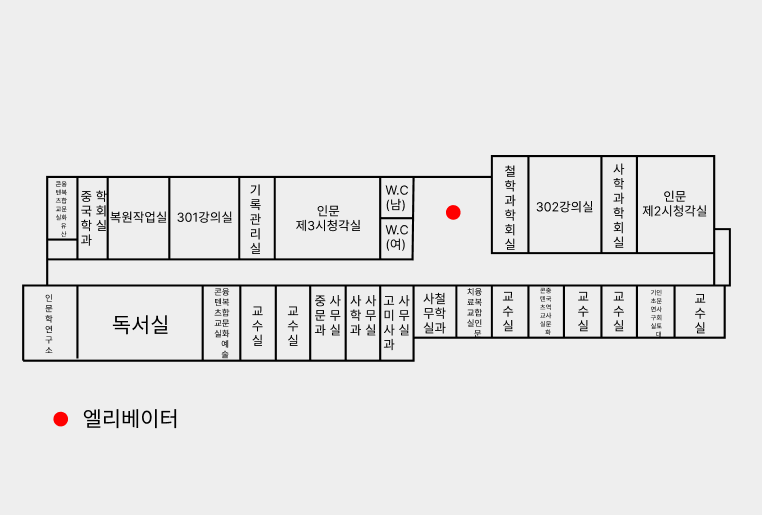 융복합문화유산
콘텐츠교실
중국학과
학회실
복원작업실
301강의실
기록관리실
인문
제3시청각실
W.C
(남)
W.C
(여)
철학과학회실
302강의실
사학과학회실
인문
제2시청각실
인문학연구소
독서실
융복합문화예술
콘텐츠교실
교수실
교수실
중문과
사무실
사학과
사무실
고미사과
사무실
철학과
사무실
융복합인문
치료교실
교수실
중국역사문화
콘텐츠교실
교수실
교수실
인문사회토대
기초연구실
교수실
엘리베이터